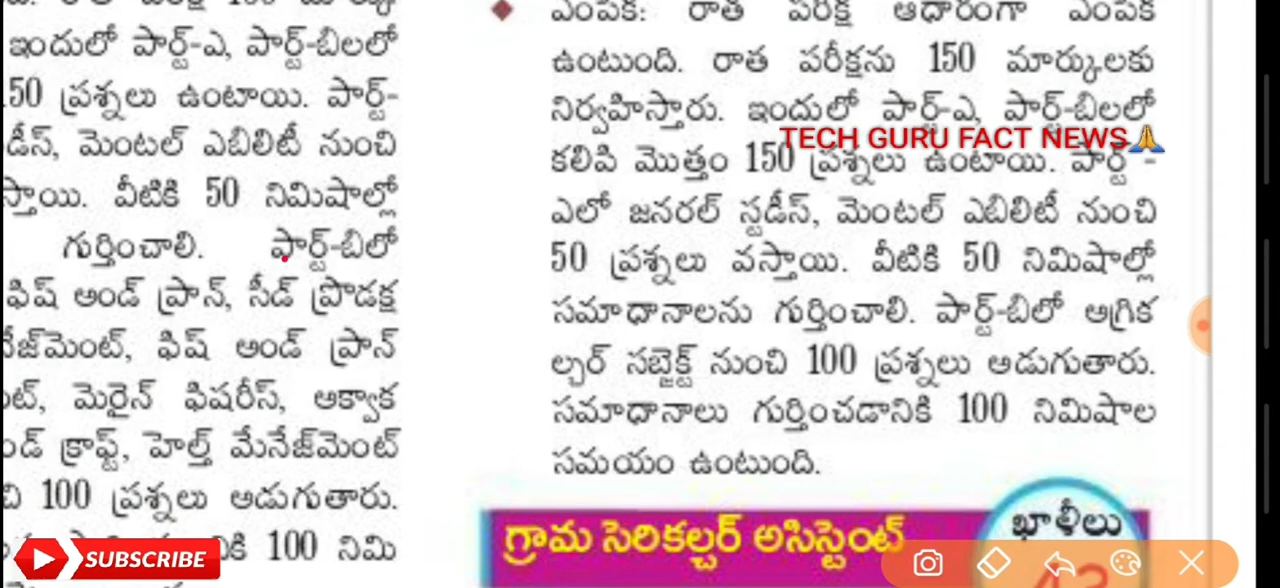 ఇందులో పార్ట్-ఎ, పార్ట్-బిలలో
50 ప్రశ్నలు ఉంటాయి. పార్ట్-
డీస్, మెంటల్ ఎబిలిటీ నుంచి
స్తాయి. వీటికి 50 నిమిషాల్లో
గుర్తించాలి. పార్ట్-బిలో
ఫిష్ అండ్ ప్రాన్, సీడ్ ప్రొడక్ష
నేజ్‌మెంట్, ఫిష్ అండ్ ప్రాన్
ంట్, మెరైన్ ఫిషరీస్, ఆక్వాక
ండ్ క్రాఫ్ట్, హెల్త్ మేనేజ్‌మెంట్
చి 100 ప్రశ్నలు అడుగుతారు.
కి 100 నిమి
SUBSCRIBE
ఎంపిక: రాత పరీక్ష ఆధారంగా ఎంపిక
ఉంటుంది. రాత పరీక్షను 150 మార్కులకు
నిర్వహిస్తారు. ఇందులో పార్ట్-ఎ, పార్ట్-బిలలో
TECH GURU FACT NEWS🙏
కలిపి మొత్తం 150 ప్రశ్నలు ఉంటాయి. పార్ట్ -
ఎలో జనరల్ స్టడీస్, మెంటల్ ఎబిలిటీ నుంచి
50 ప్రశ్నలు వస్తాయి. వీటికి 50 నిమిషాల్లో
సమాధానాలను గుర్తించాలి. పార్ట్-బిలో అగ్రిక
ల్చర్ సబ్జెక్ట్ నుంచి 100 ప్రశ్నలు అడుగుతారు.
సమాధానాలు గుర్తించడానికి 100 నిమిషాల
సమయం ఉంటుంది.
గ్రామ సెరికల్చర్ అసిస్టెంట్
ఖాళీలు
43